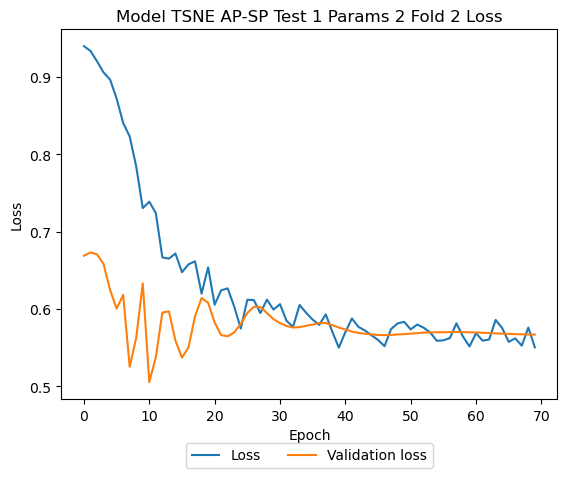 Model TSNE AP-SP Test 1 Params 2 Fold 2 Loss
0.9
0.8
0.7
0.6
0.5
Loss
0 10 20 30 40 50 60 70
Epoch
Loss Validation loss